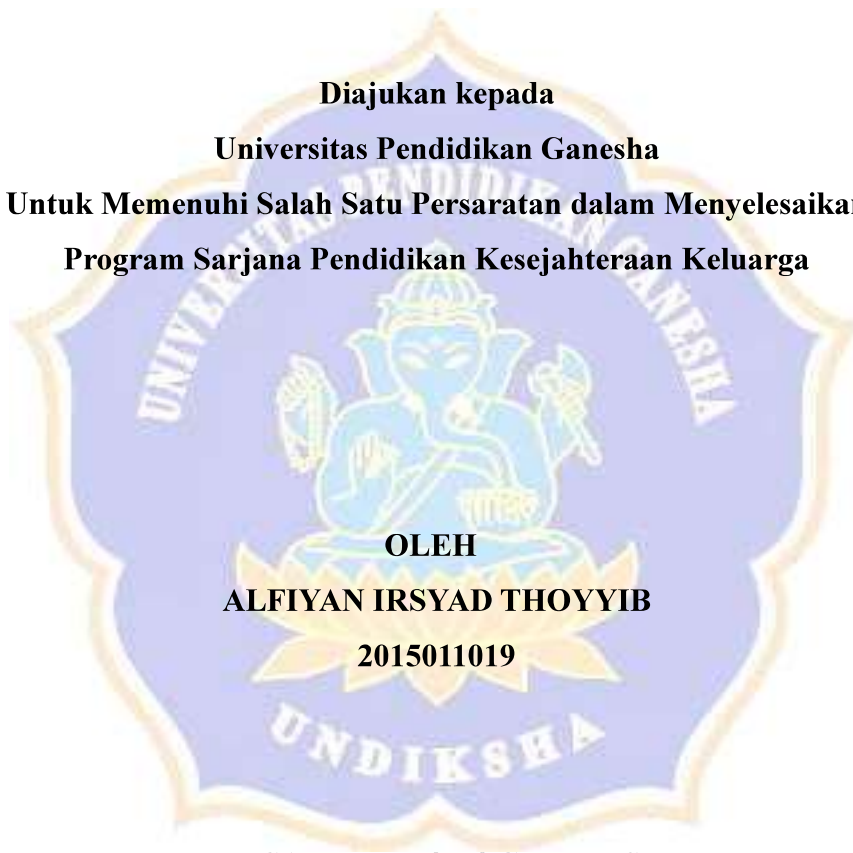 Diajukan kepada
Universitas Pendidikan Ganesha
Untuk Memenuhi Salah Satu Persaratan dalam Menyelesaikan
Program Sarjana Pendidikan Kesejahteraan Keluarga
UNIVERSITAS PENDIDIKAN GANESHA
OLEH
ALFIYAN IRSYAD THOYYIB
2015011019
UNDIKSHA